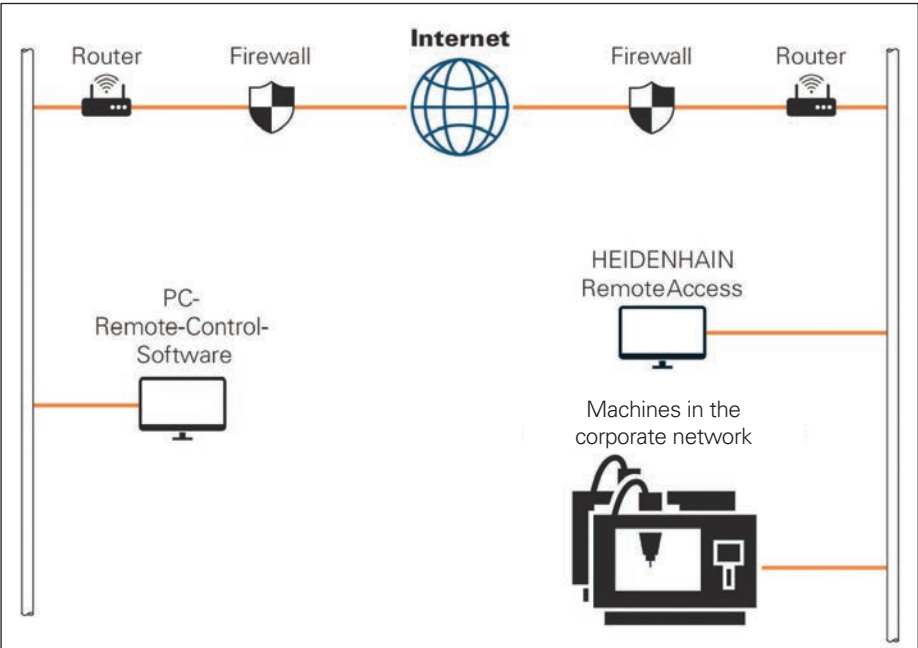 Internet
Router
Firewall
Firewall
Router
HEIDENHAIN
RemoteAccess
PC-
Remote-Control-
Software
Machines in the
corporate network